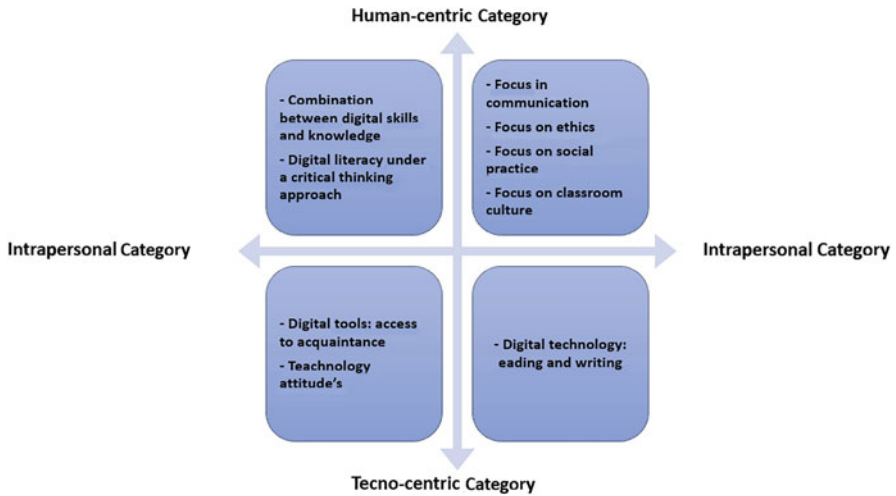 Human-centric Category
- Combination
between digital skills
and knowledge
- Digital literacy under
a critical thinking
approach
- Focus in
communication
- Focus on ethics
- Focus on social
practice
- Focus on classroom
culture
Intrapersonal Category
Intrapersonal Category
- Digital tools: access
to acquaintance
- Teachnology
attitude's
- Digital technology:
eading and writing
Tecno-centric Category